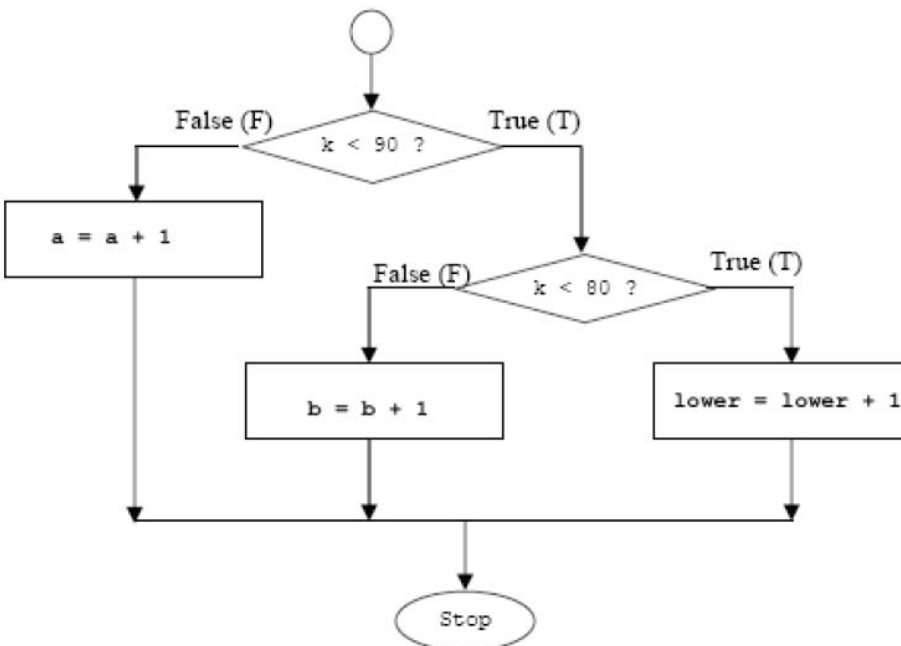 False (F)
True (T)
k < 90 ?
a = a + 1
False (F)
True (T)
k < 80 ?
b = b + 1
lower = lower + 1
Stop